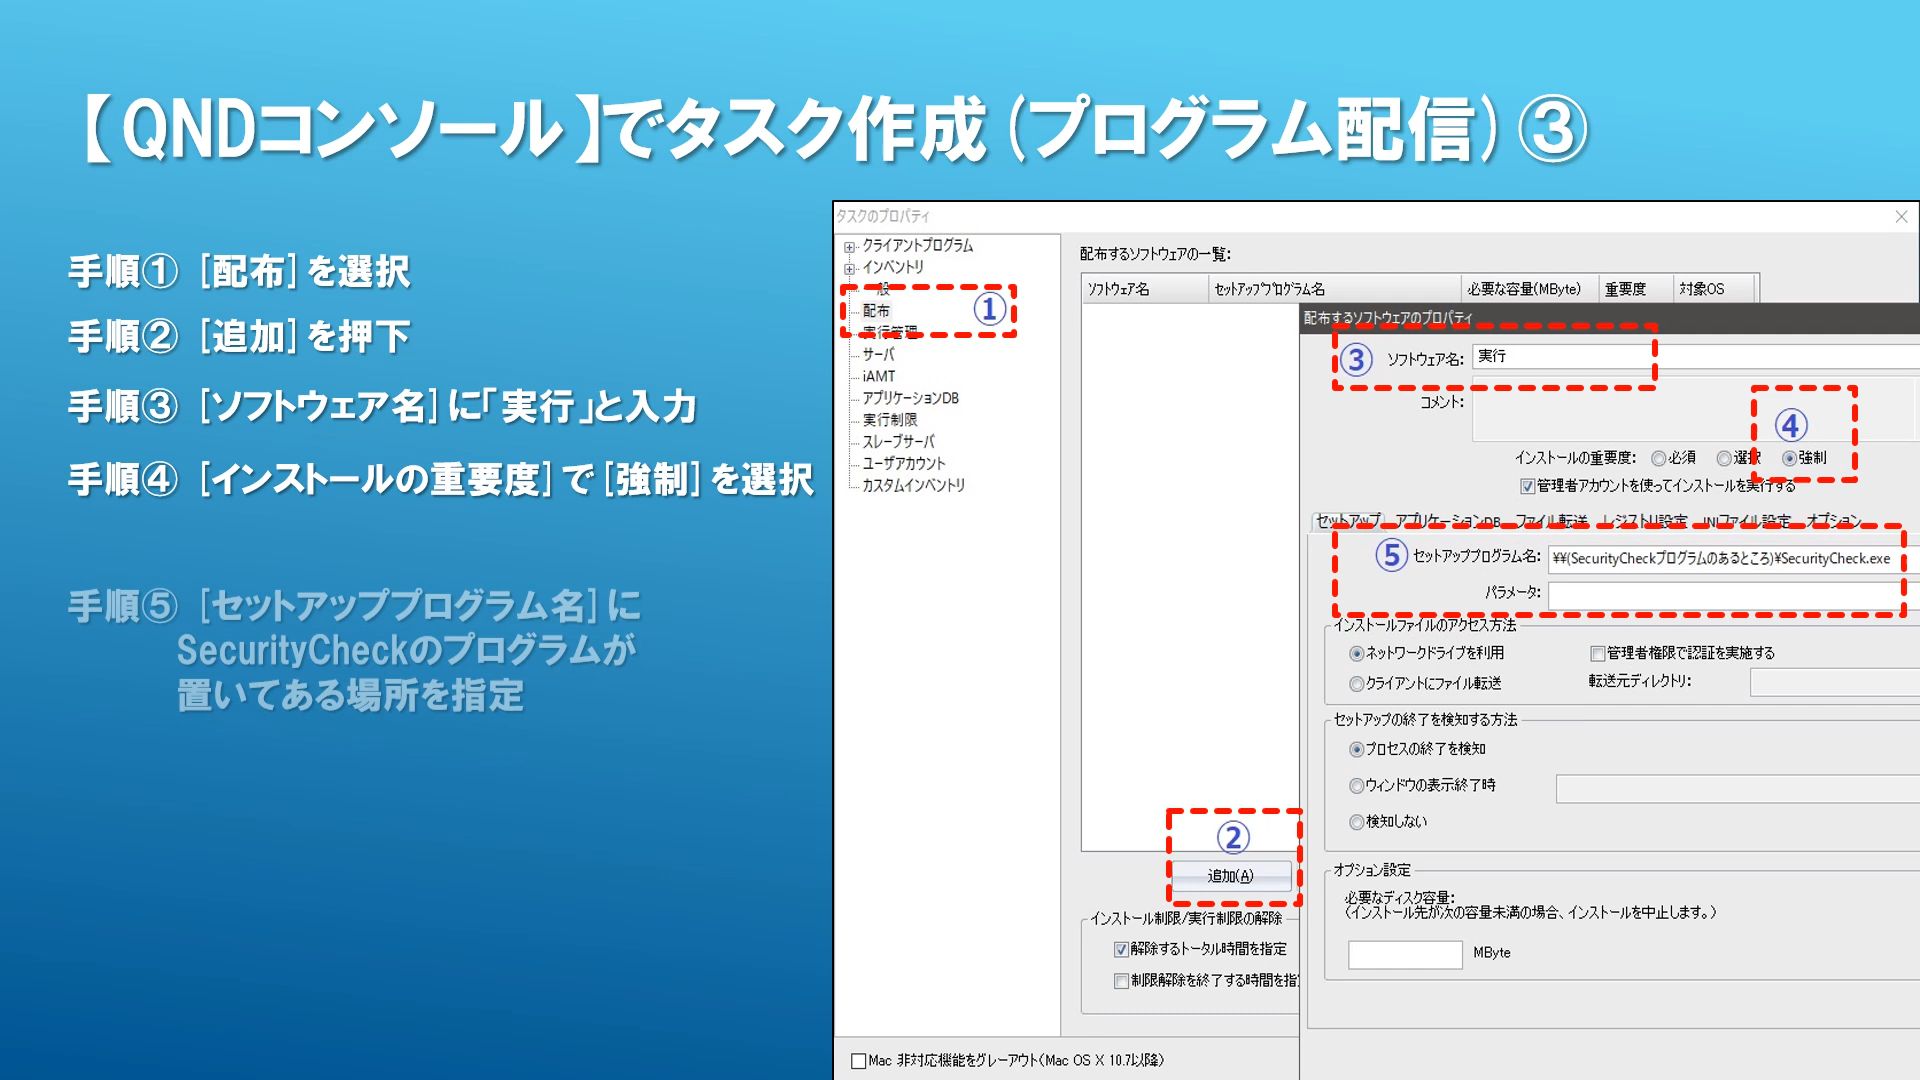 【QNDコンソール】でタスク作成(プログラム配信)③
手順① [配布]を選択
手順② [追加]を押下
手順③ [ソフトウェア名]に「実行」と入力
手順④ [インストールの重要度]で[強制]を選択
手順⑤ [セットアッププログラム名]に
SecurityCheckのプログラムが
置いてある場所を指定
タスクのプロパティ
クライアントプログラム
インベントリ
一般
配布
①
実行管理
サーバ
iAMT
アプリケーションDB
実行制限
スレーブサーバ
ユーザアカウント
カスタムインベントリ
配布するソフトウェアの一覧:
ソフトウェア名 セットアッププログラム名 必要な容量(MByte) 重要度 対象OS
②
追加(A)
インストール制限/実行制限の解除
解除するトータル時間を指定
制限解除を終了する時間を指
Mac 非対応機能をグレーアウト(Mac OS X 10.7以降)
配布するソフトウェアのプロパティ
③ ソフトウェア名: 実行
コメント:
④
インストールの重要度: 必須 選択 強制
管理者アカウントを使ってインストールを実行する
セットアップ アプリケーションDB ファイル転送 レジストリ設定 INIファイル設定 オプション
⑤ セットアッププログラム名: ¥¥(SecurityCheckプログラムのあるところ)¥SecurityCheck.exe
パラメータ:
インストールファイルのアクセス方法
ネットワークドライブを利用 管理者権限で認証を実施する
クライアントにファイル転送 転送元ディレクトリ:
セットアップの終了を検知する方法
プロセスの終了を検知
ウィンドウの表示終了時
検知しない
オプション設定
必要なディスク容量:
(インストール先が次の容量未満の場合、インストールを中止します。)
MByte